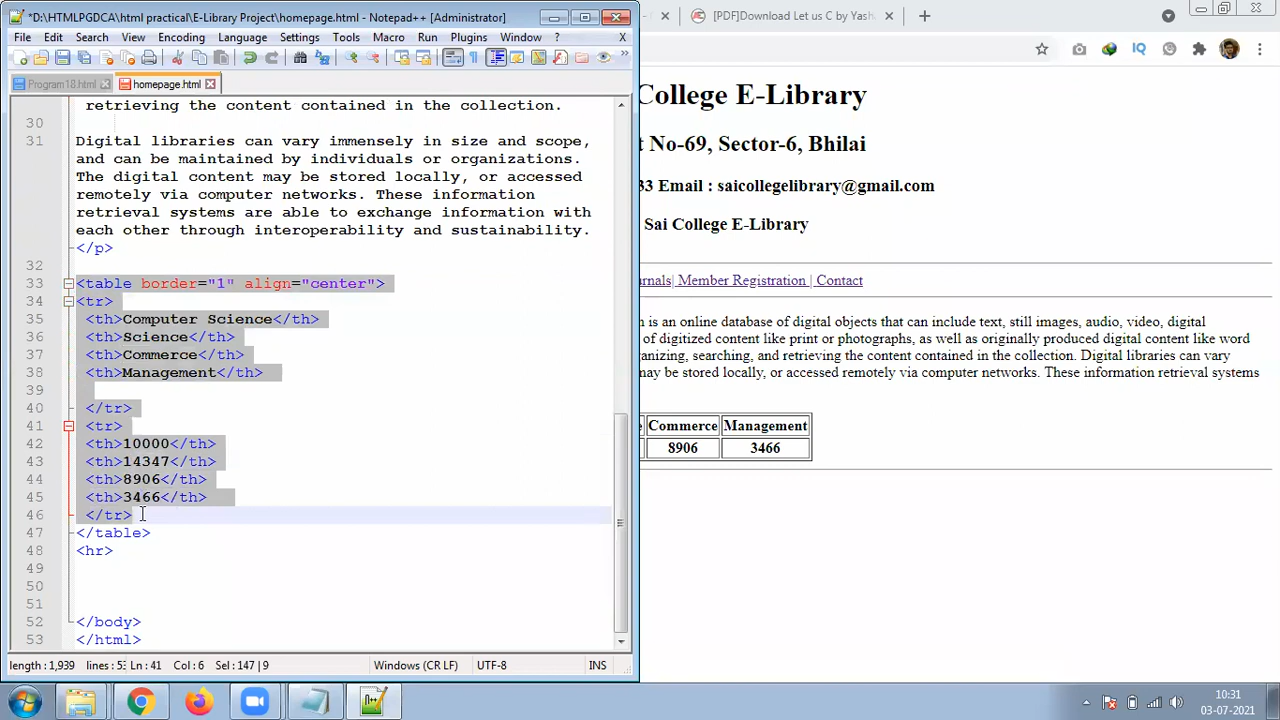 *D:\HTMLPGDCA\html practical\E-Library Project\homepage.html - Notepad++ [Administrator]
File Edit Search View Encoding Language Settings Tools Macro Run Plugins Window ? X
Program18.html homepage.html
retrieving the content contained in the collection.
30
31 Digital libraries can vary immensely in size and scope,
and can be maintained by individuals or organizations.
The digital content may be stored locally, or accessed
remotely via computer networks. These information
retrieval systems are able to exchange information with
each other through interoperability and sustainability.
</p>
32
33 <table border="1" align="center">
34 <tr>
35 <th>Computer Science</th>
36 <th>Science</th>
37 <th>Commerce</th>
38 <th>Management</th>
39
40 </tr>
41 <tr>
42 <th>10000</th>
43 <th>14347</th>
44 <th>8906</th>
45 <th>3466</th>
46 </tr>
47 </table>
48 <hr>
49
50
51
52 </body>
53 </html>
length : 1,939 lines : 53 Ln : 41 Col : 6 Sel : 147 | 9 Windows (CR LF) UTF-8 INS
[PDF]Download Let us C by Yash
IQ
College E-Library
No-69, Sector-6, Bhilai
33 Email : saicollegelibrary@gmail.com
Sai College E-Library
| Member Registration | Contact
is an online database of digital objects that can include text, still images, audio, video, digital
of digitized content like print or photographs, as well as originally produced digital content like word
searching, and retrieving the content contained in the collection. Digital libraries can vary
may be stored locally, or accessed remotely via computer networks. These information retrieval systems
Commerce Management
8906 3466
10:31
03-07-2021